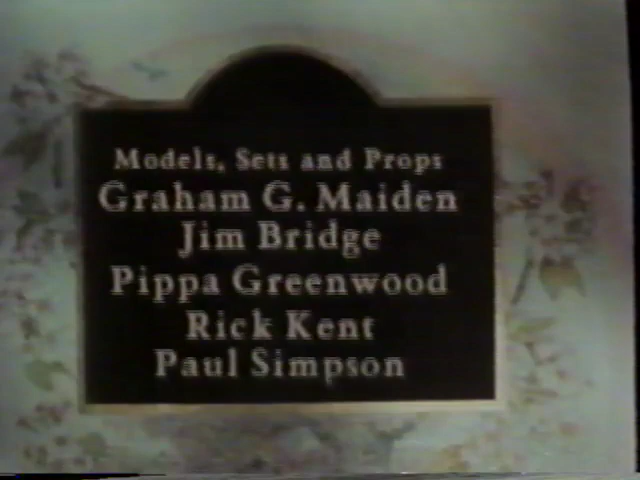 Models, Sets and Props
Graham G. Maiden
Jim Bridge
Pippa Greenwood
Rick Kent
Paul Simpson